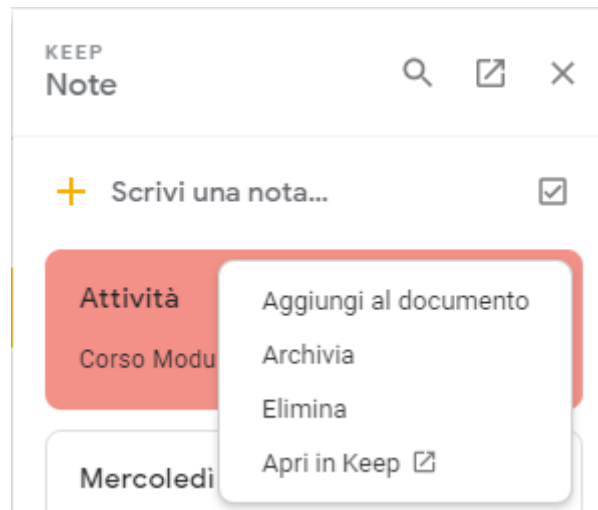 KEEP
Note
Scrivi una nota...
Attività
Corso Modu
Aggiungi al documento
Archivia
Elimina
Apri in Keep
Mercoledì